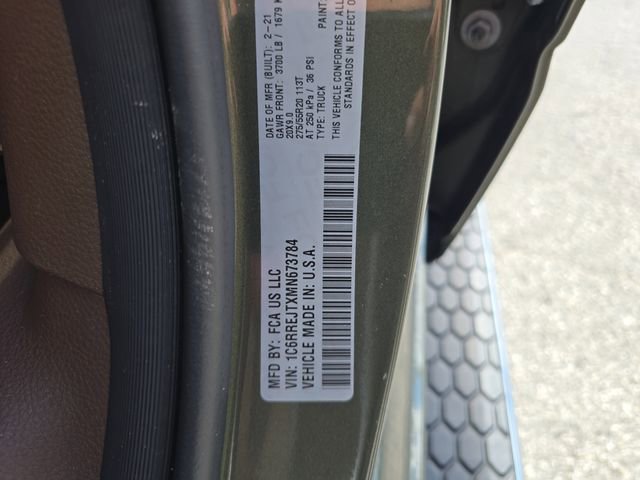 MFD BY: FCA US LLC
DATE OF MFR (BUILT): 2-21
GAWR FRONT: 3700 LB / 1679 K
20X9.0
275/55R20 113T
AT 250 kPa / 36 PSI
TYPE: TRUCK
PAINT:
THIS VEHICLE CONFORMS TO ALL
STANDARDS IN EFFECT O
VIN: 1C6RREJTXMN673784
VEHICLE MADE IN: U.S.A.